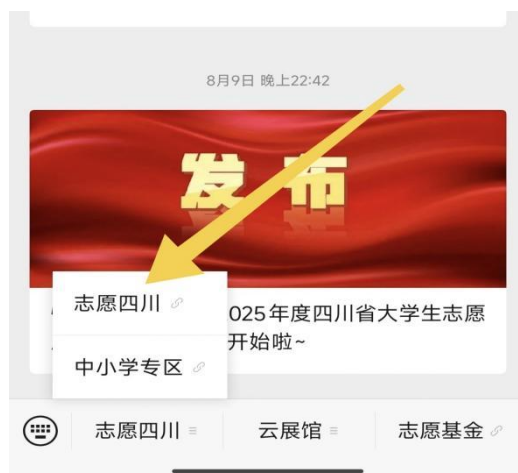 8月9日 晚上22:42
发布
025年度四川省大学生志愿
开始啦~
志愿四川
中小学专区
志愿四川
云展馆
志愿基金